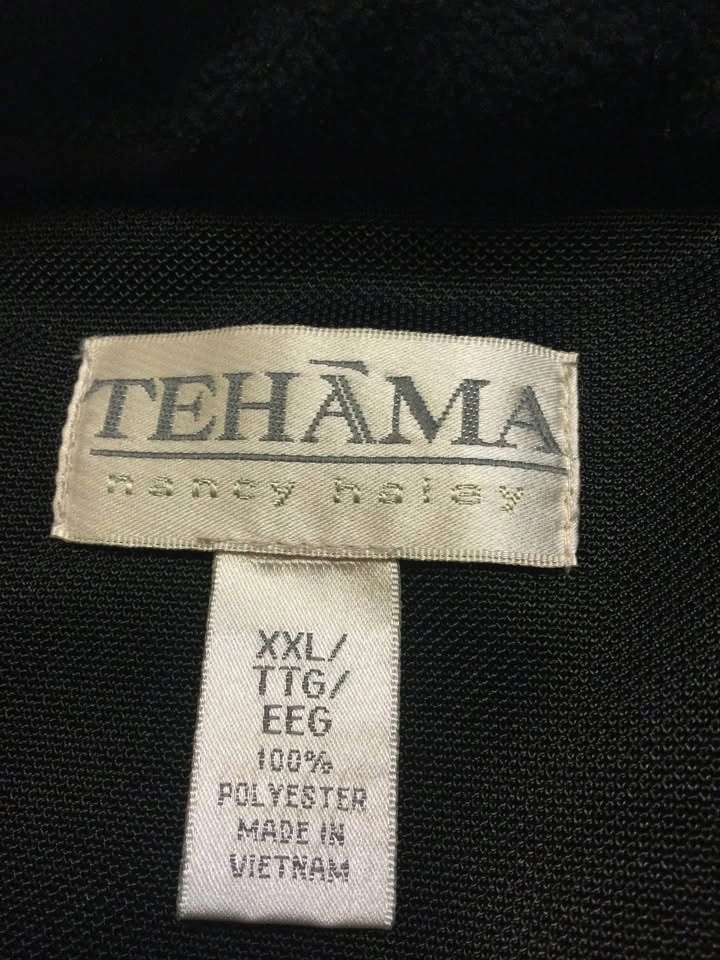 TEHĀMA
nancy haley
XXL/
TTG/
EEG
100%
POLYESTER
MADE IN
VIETNAM